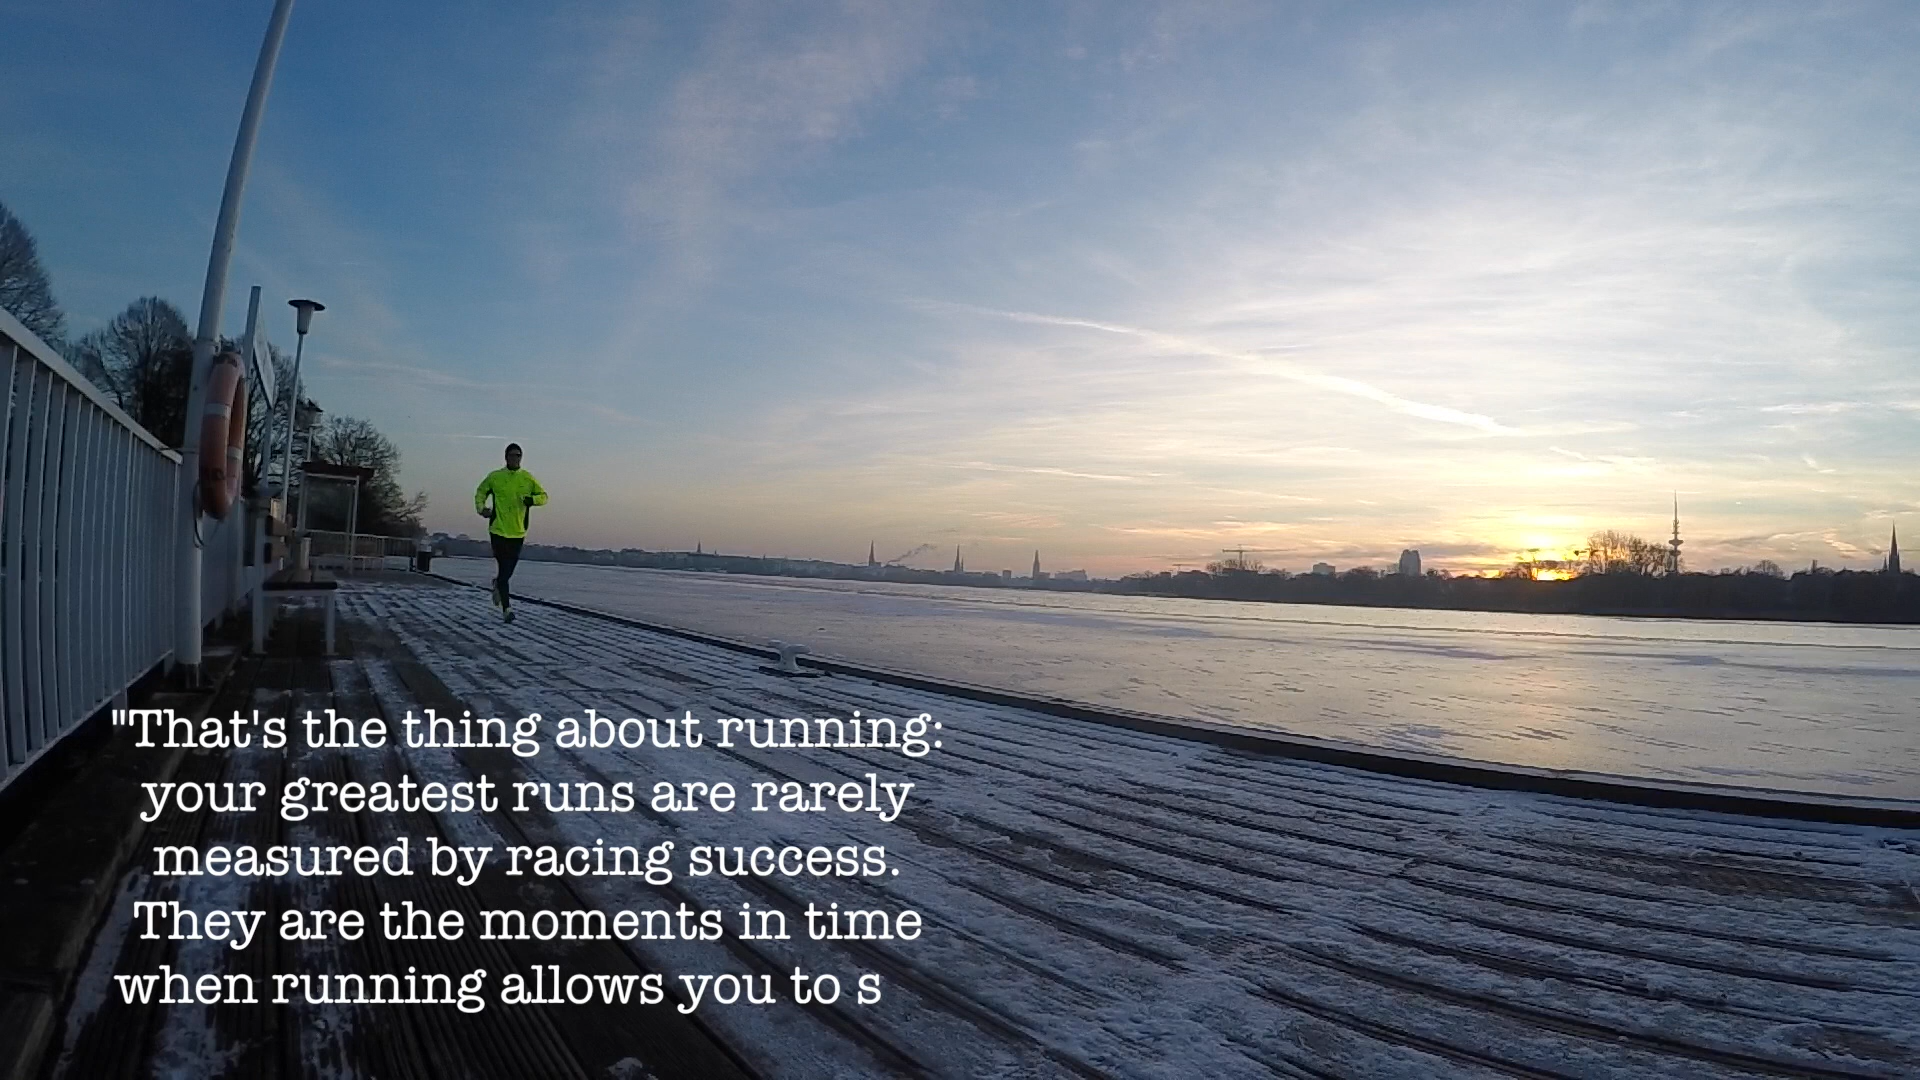 "That's the thing about running:
your greatest runs are rarely
measured by racing success.
They are the moments in time
when running allows you to s